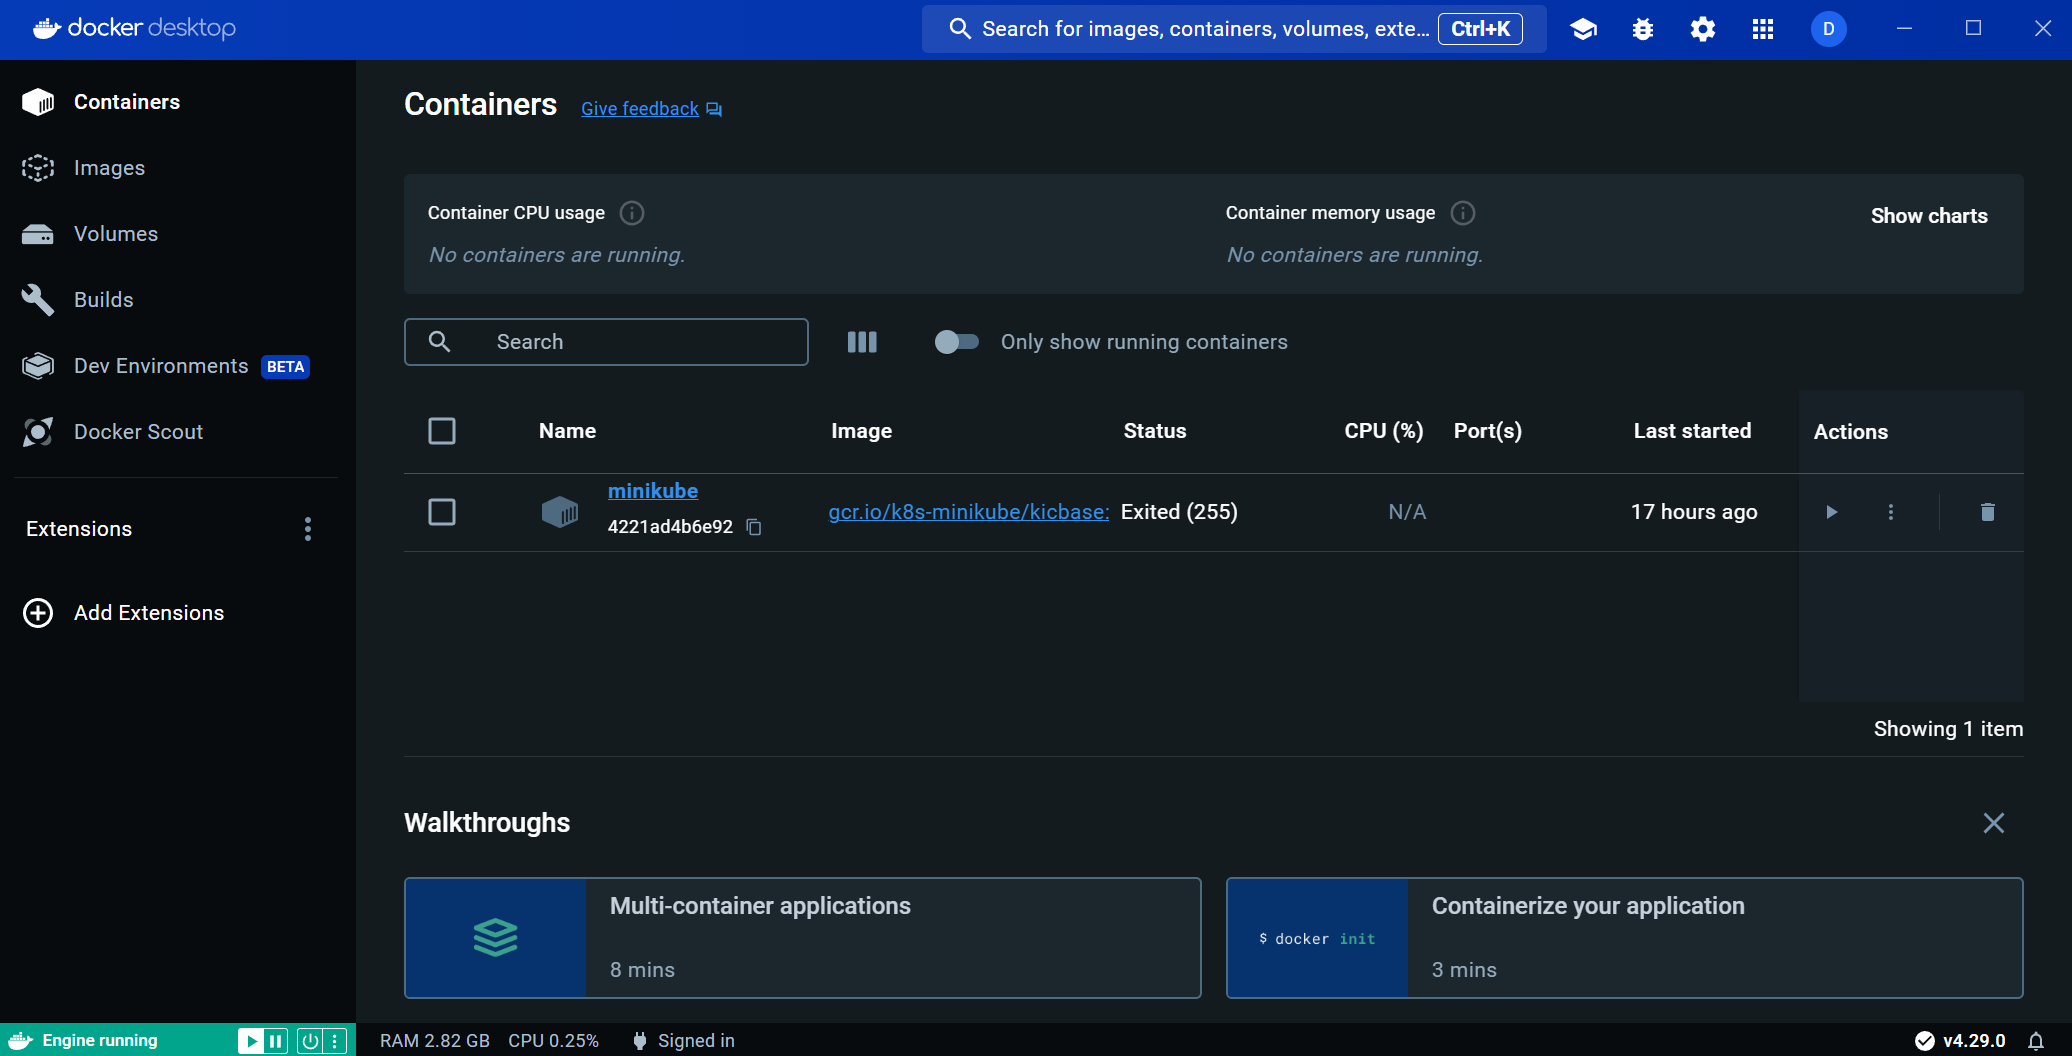 docker desktop
Search for images, containers, volumes, exte... Ctrl+K
D
Containers
Images
Volumes
Builds
Dev Environments BETA
Docker Scout
Extensions
Add Extensions
Containers Give feedback
Container CPU usage
No containers are running.
Container memory usage
No containers are running.
Show charts
Search
Only show running containers
Name Image Status CPU (%) Port(s) Last started Actions
minikube
4221ad4b6e92
gcr.io/k8s-minikube/kicbase: Exited (255) N/A 17 hours ago
Showing 1 item
Walkthroughs
Multi-container applications
8 mins
$ docker init
Containerize your application
3 mins
Engine running
RAM 2.82 GB CPU 0.25% Signed in
v4.29.0